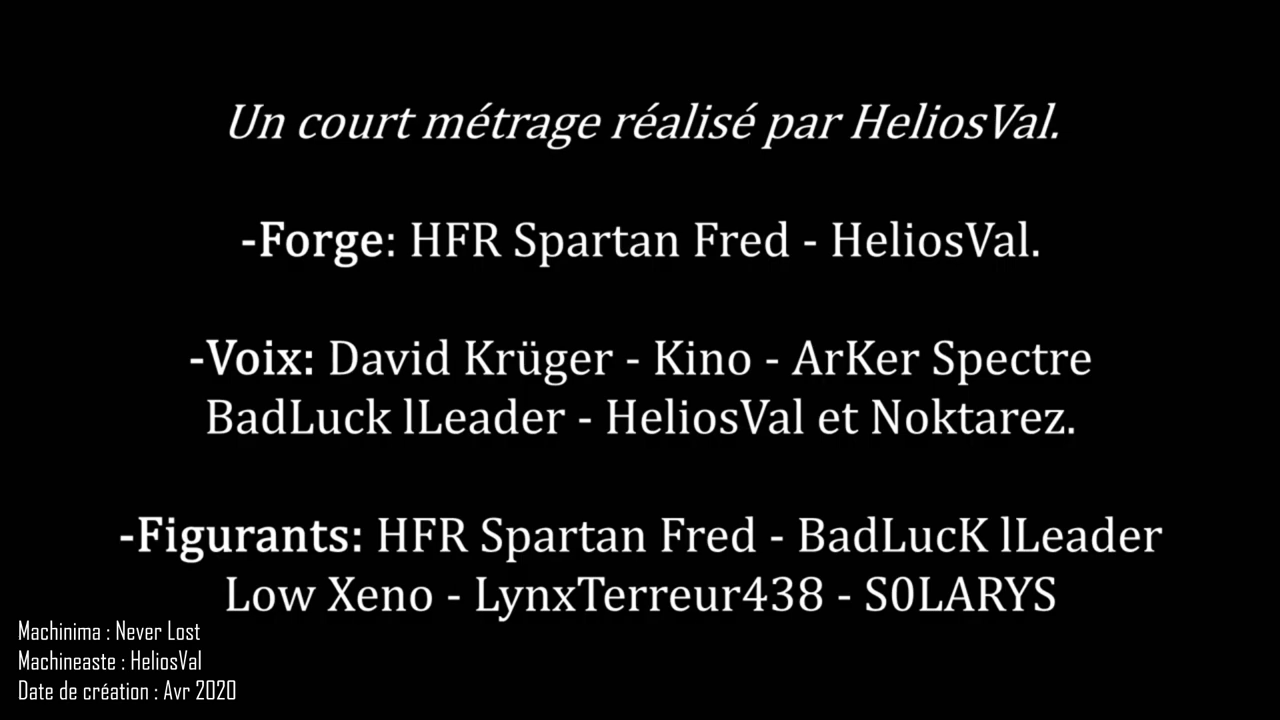 Un court métrage réalisé par HeliosVal.
-Forge: HFR Spartan Fred - HeliosVal.
-Voix: David Krüger - Kino - ArKer Spectre
BadLuck lLeader - HeliosVal et Noktarez.
-Figurants: HFR Spartan Fred - BadLucK lLeader
Low Xeno - LynxTerreur438 - S0LARYS
Machinima : Never Lost
Machineaste : HeliosVal
Date de création : Avr 2020